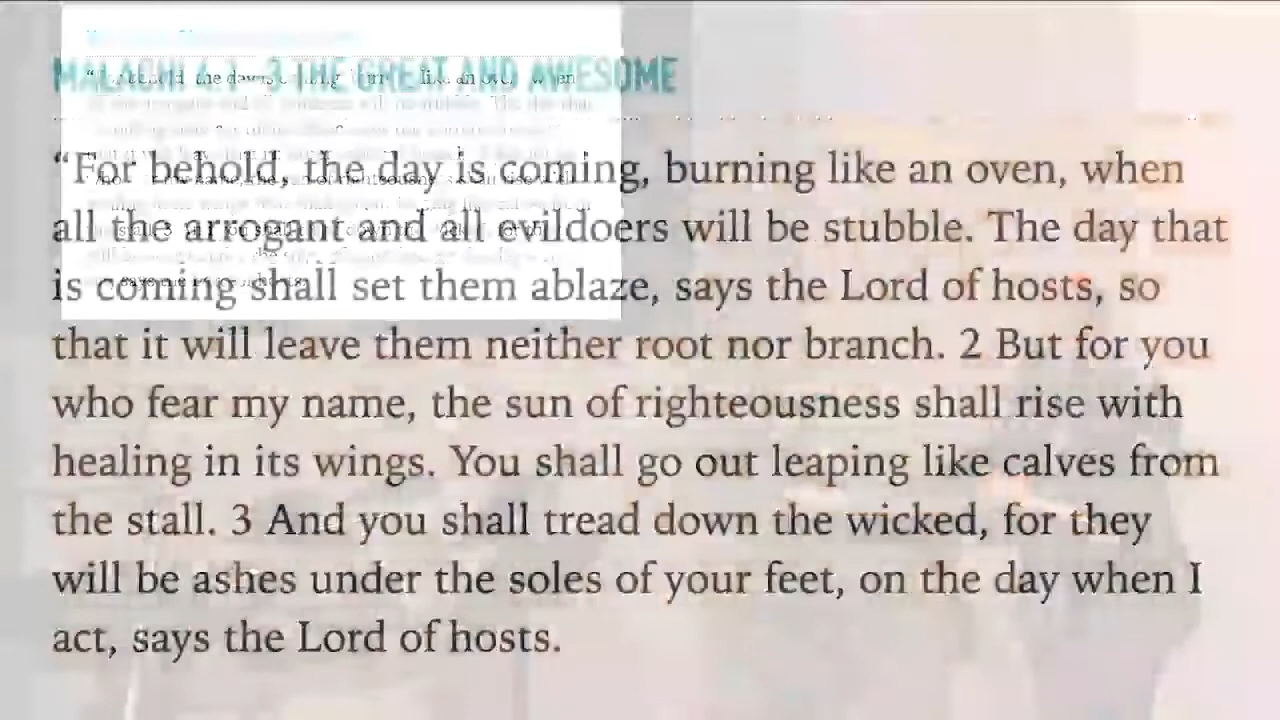 MALACHI 4:1–3 THE GREAT AND AWESOME
“For behold, the day is coming, burning like an oven, when
all the arrogant and all evildoers will be stubble. The day that
is coming shall set them ablaze, says the Lord of hosts, so
that it will leave them neither root nor branch. 2 But for you
who fear my name, the sun of righteousness shall rise with
healing in its wings. You shall go out leaping like calves from
the stall. 3 And you shall tread down the wicked, for they
will be ashes under the soles of your feet, on the day when I
act, says the Lord of hosts.